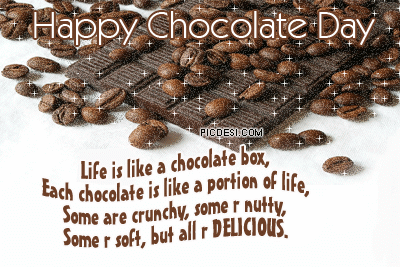 Happy Chocolate Day
PICDESI.COM
Life is like a chocolate box,
Each chocolate is like a portion of life,
Some are crunchy, some r nutty,
Some r soft, but all r DELICIOUS.